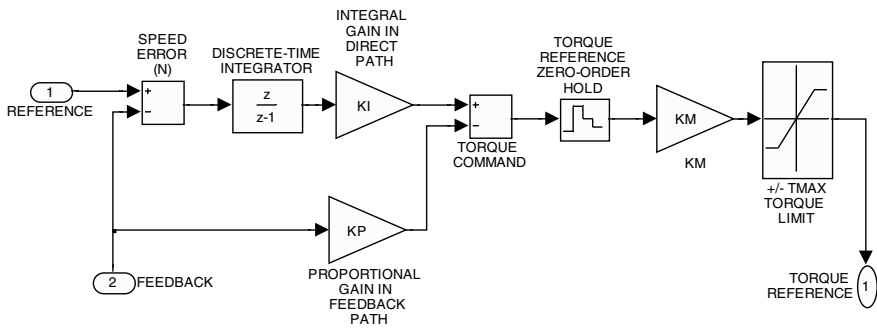 INTEGRAL
GAIN IN
DIRECT
PATH
SPEED
ERROR
(N)
DISCRETE-TIME
INTEGRATOR
TORQUE
REFERENCE
ZERO-ORDER
HOLD
1
REFERENCE
+
−
z
z-1
KI
+
−
TORQUE
COMMAND
KM
KM
+/- TMAX
TORQUE
LIMIT
KP
2
FEEDBACK
PROPORTIONAL
GAIN IN
FEEDBACK
PATH
TORQUE
REFERENCE
1